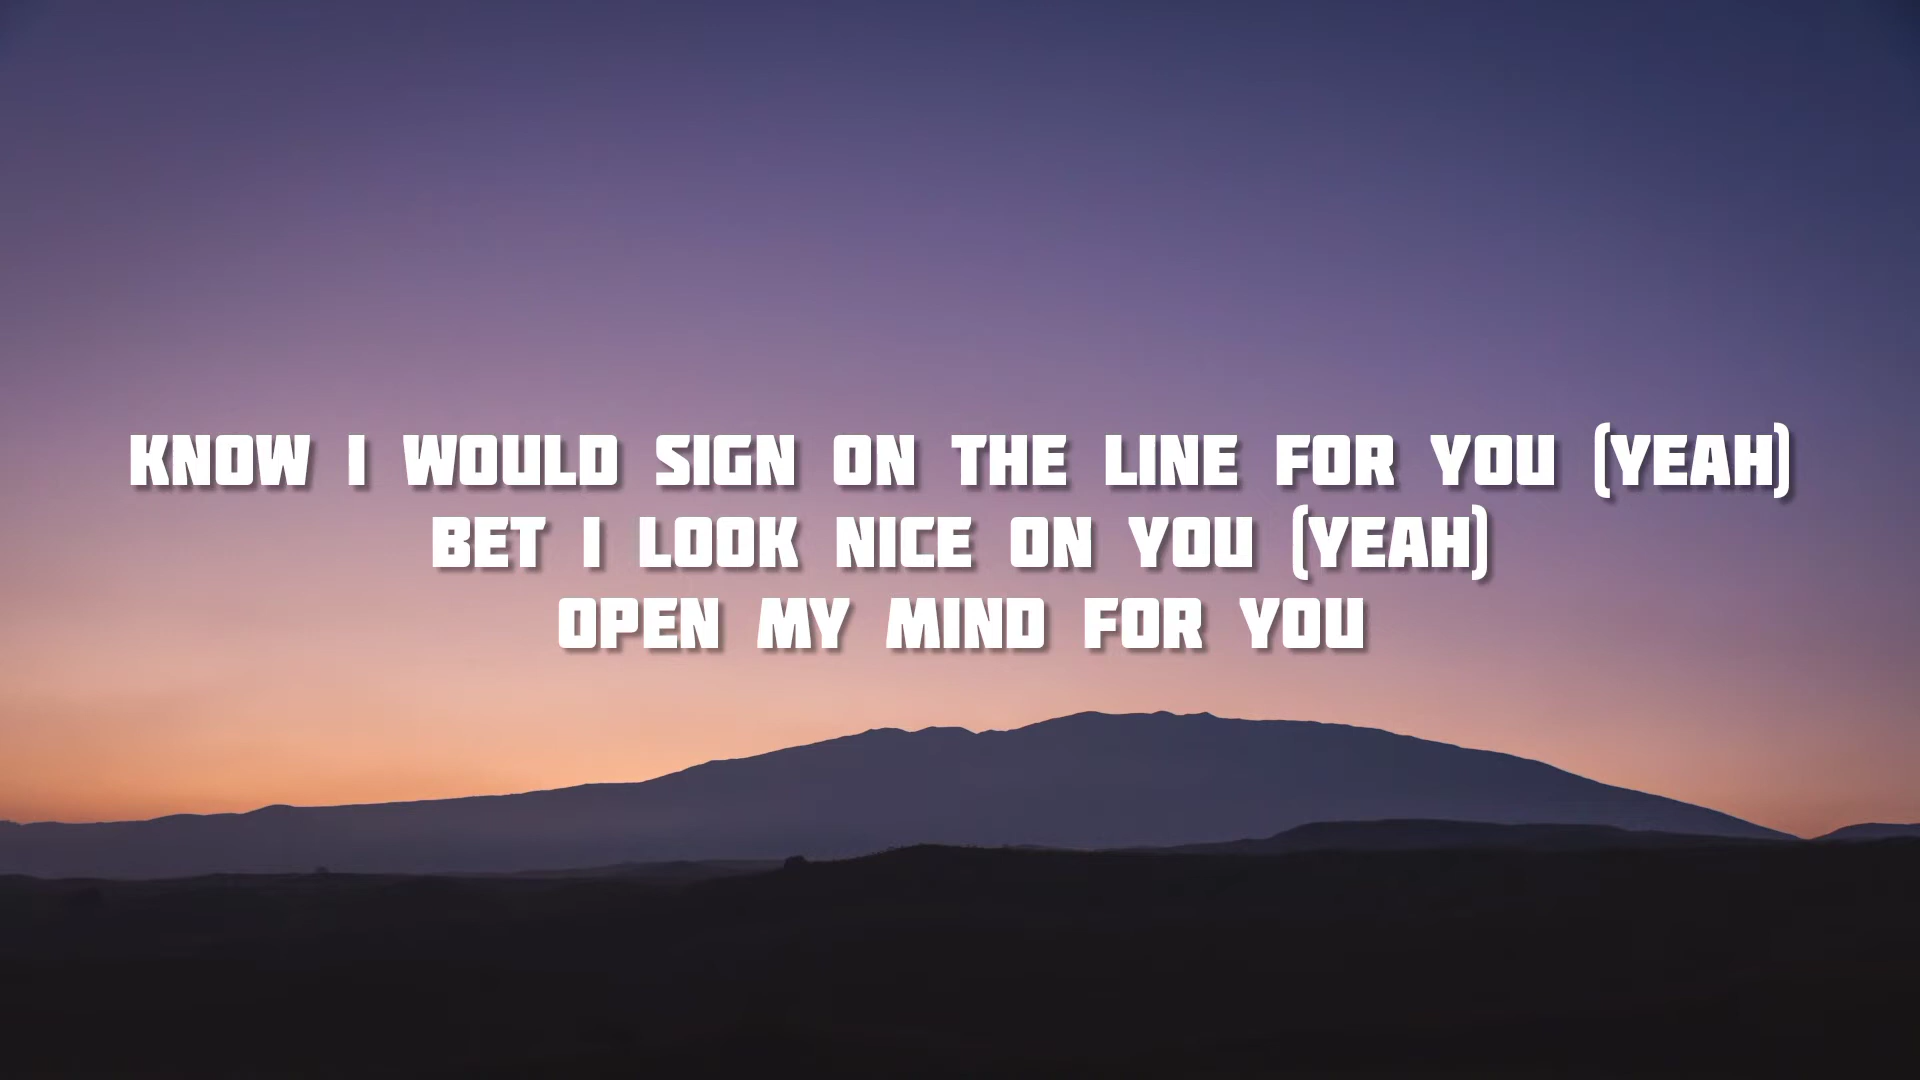 KNOW I WOULD SIGN ON THE LINE FOR YOU (YEAH)
BET I LOOK NICE ON YOU (YEAH)
OPEN MY MIND FOR YOU